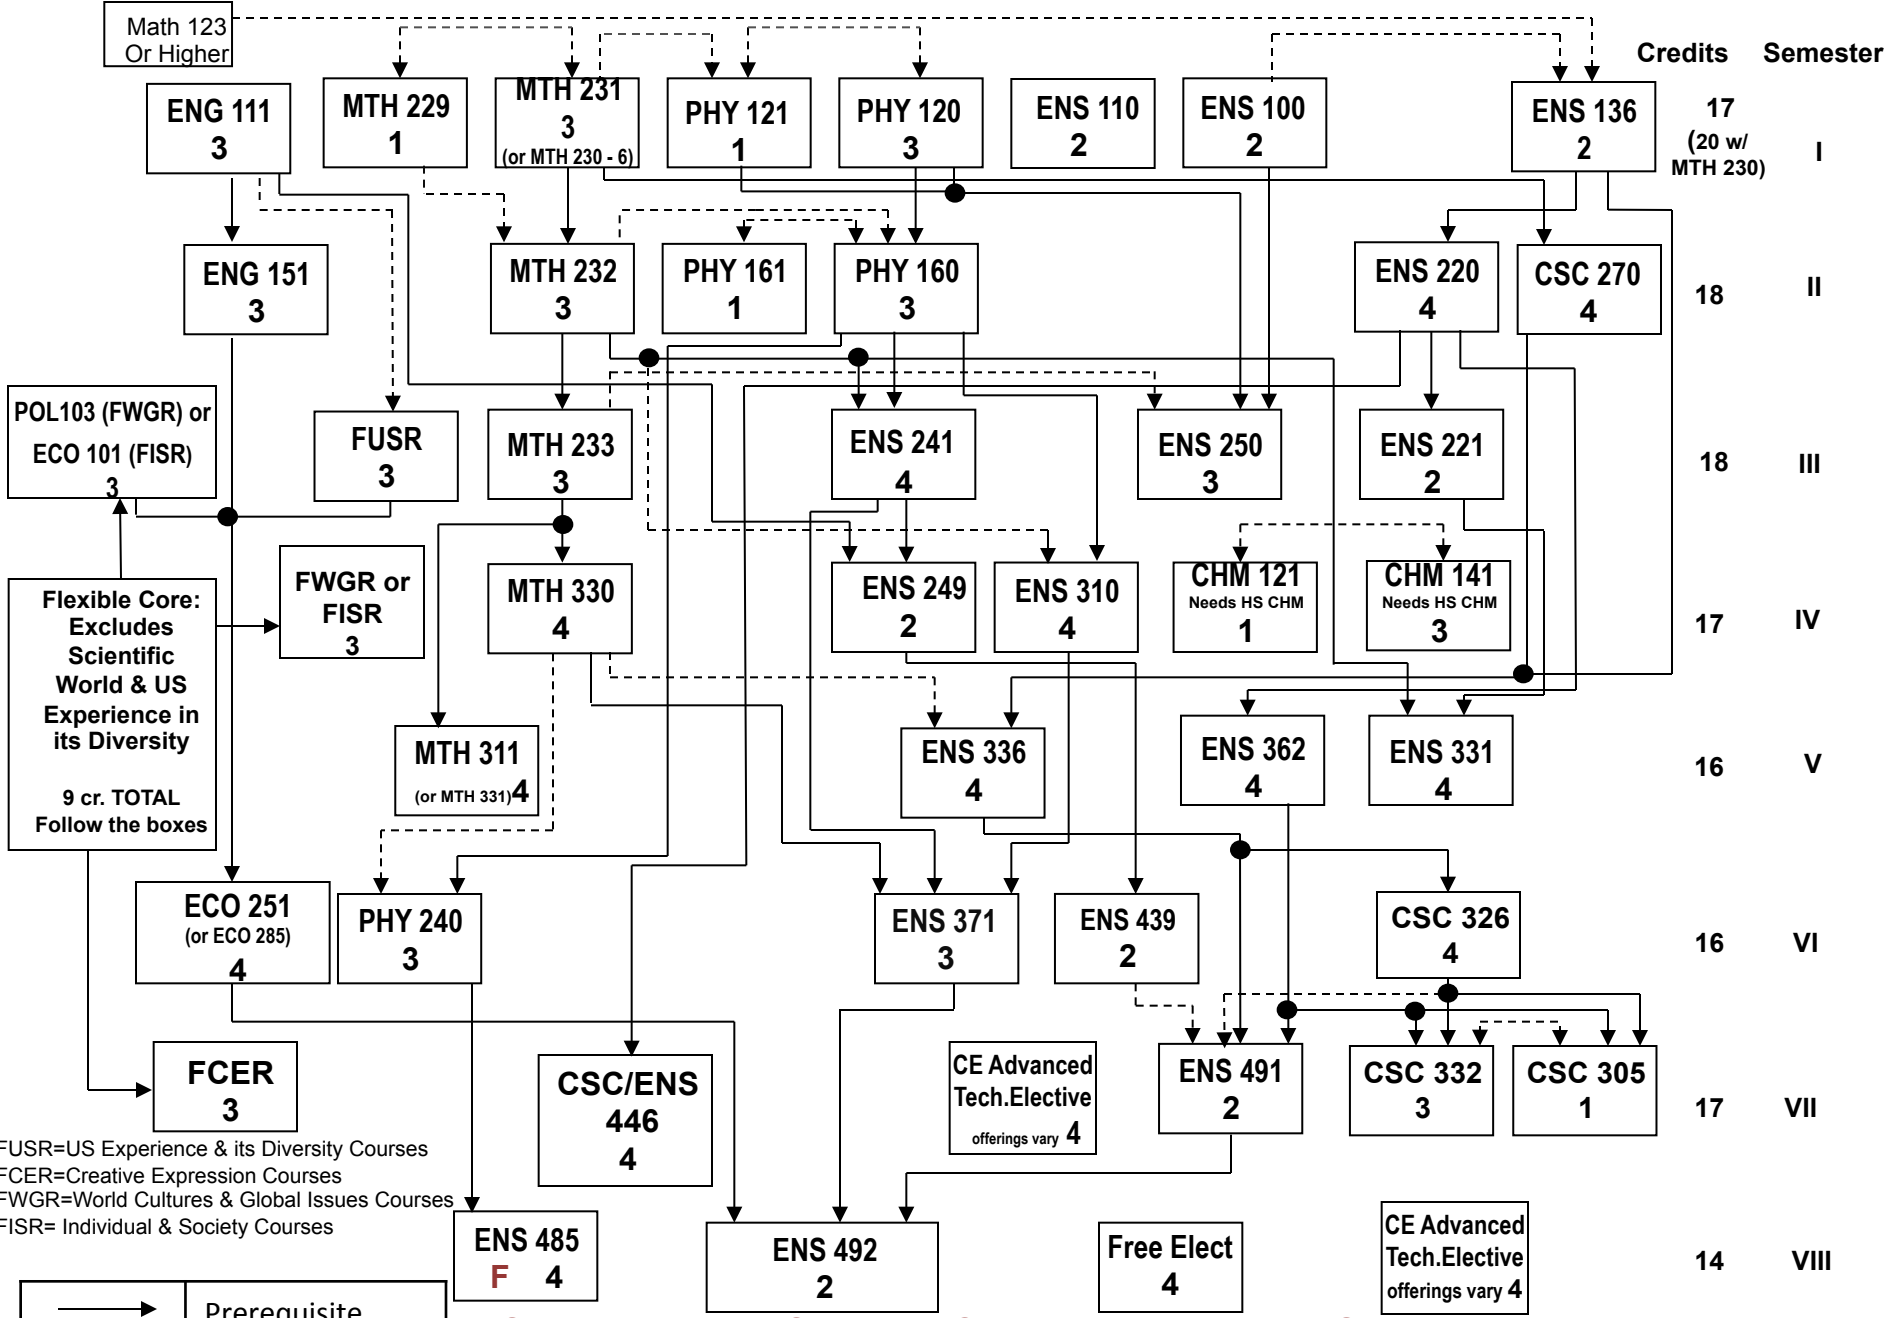 Math 123
Or Higher
Credits Semester
ENG 111
3
MTH 229
1
MTH 231
3
(or MTH 230 - 6)
PHY 121
1
PHY 120
3
ENS 110
2
ENS 100
2
ENS 136
2
17
(20 w/
MTH 230)
I
ENG 151
3
MTH 232
3
PHY 161
1
PHY 160
3
ENS 220
4
CSC 270
4
18
II
POL103 (FWGR) or
ECO 101 (FISR)
3
FUSR
3
MTH 233
3
ENS 241
4
ENS 250
3
ENS 221
2
18
III
Flexible Core:
Excludes
Scientific
World & US
Experience in
its Diversity
9 cr. TOTAL
Follow the boxes
FWGR or
FISR
3
MTH 330
4
ENS 249
2
ENS 310
4
CHM 121
Needs HS CHM
1
CHM 141
Needs HS CHM
3
17
IV
MTH 311
(or MTH 331) 4
ENS 336
4
ENS 362
4
ENS 331
4
16
V
ECO 251
(or ECO 285)
4
PHY 240
3
ENS 371
3
ENS 439
2
CSC 326
4
16
VI
FCER
3
CSC/ENS
446
4
CE Advanced
Tech.Elective
offerings vary 4
ENS 491
2
CSC 332
3
CSC 305
1
17
VII
FUSR=US Experience & its Diversity Courses
FCER=Creative Expression Courses
FWGR=World Cultures & Global Issues Courses
FISR= Individual & Society Courses
ENS 485
F 4
ENS 492
2
Free Elect
4
CE Advanced
Tech.Elective
offerings vary 4
14
VIII
Prerequisite